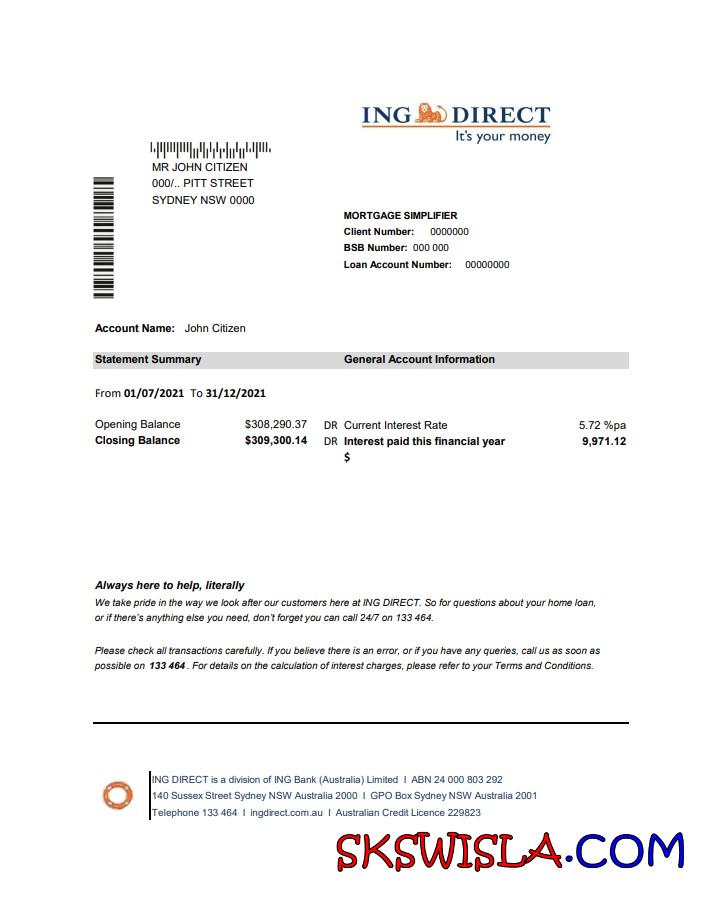 ING DIRECT
It's your money
MR JOHN CITIZEN
000/.. PITT STREET
SYDNEY NSW 0000
MORTGAGE SIMPLIFIER
Client Number: 0000000
BSB Number: 000 000
Loan Account Number: 00000000
Account Name: John Citizen
Statement Summary General Account Information
From 01/07/2021 To 31/12/2021
Opening Balance $308,290.37 DR Current Interest Rate 5.72 %pa
Closing Balance $309,300.14 DR Interest paid this financial year 9,971.12
$
Always here to help, literally
We take pride in the way we look after our customers here at ING DIRECT. So for questions about your home loan,
or if there's anything else you need, don't forget you can call 24/7 on 133 464.
Please check all transactions carefully. If you believe there is an error, or if you have any queries, call us as soon as
possible on 133 464 . For details on the calculation of interest charges, please refer to your Terms and Conditions.
ING DIRECT is a division of ING Bank (Australia) Limited I ABN 24 000 803 292
140 Sussex Street Sydney NSW Australia 2000 I GPO Box Sydney NSW Australia 2001
Telephone 133 464 I ingdirect.com.au I Australian Credit Licence 229823
SKSWISLA.COM